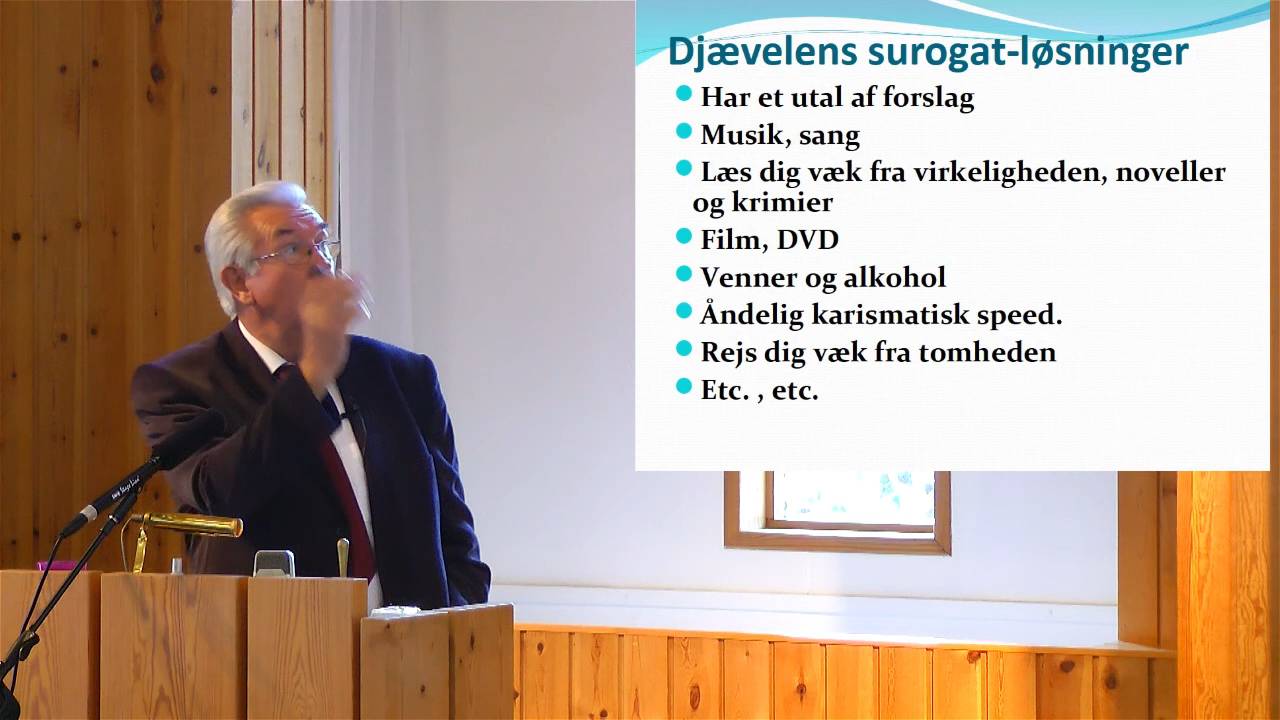 Djævelens surogat-løsninger
Har et utal af forslag
Musik, sang
Læs dig væk fra virkeligheden, noveller
og krimier
Film, DVD
Venner og alkohol
Åndelig karismatisk speed.
Rejs dig væk fra tomheden
Etc. , etc.